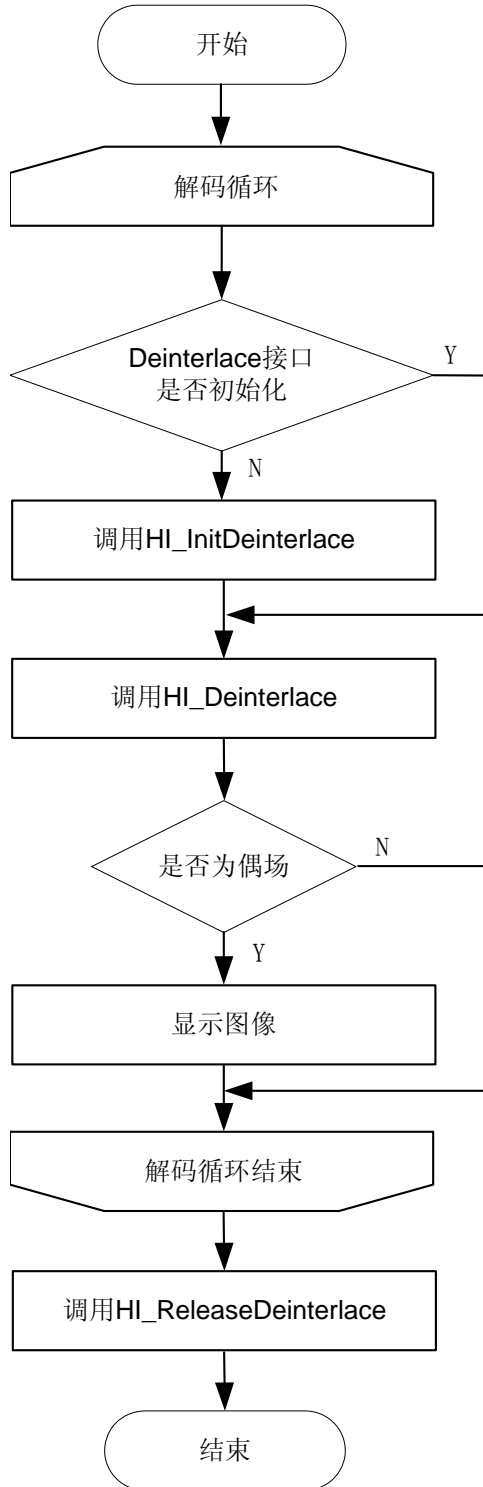 开始
解码循环
Deinterlace接口
是否初始化
Y
N
调用HI_InitDeinterlace
调用HI_Deinterlace
是否为偶场
N
Y
显示图像
解码循环结束
调用HI_ReleaseDeinterlace
结束